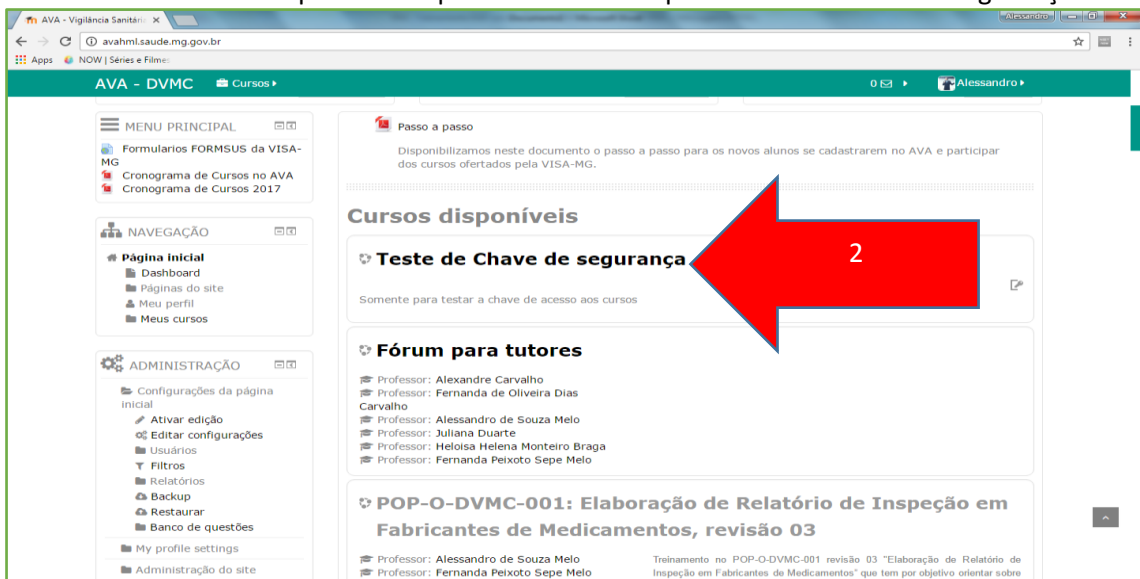 AVA - Vigilância Sanitári
Alessandro
avahml.saude.mg.gov.br
Apps NOW | Séries e Filmes
AVA - DVMC Cursos
0 Alessandro
MENU PRINCIPAL
Formularios FORMSUS da VISA-
MG
Cronograma de Cursos no AVA
Cronograma de Cursos 2017
NAVEGAÇÃO
Página inicial
Dashboard
Páginas do site
Meu perfil
Meus cursos
ADMINISTRAÇÃO
Configurações da página
inicial
Ativar edição
Editar configurações
Usuários
Filtros
Relatórios
Backup
Restaurar
Banco de questões
My profile settings
Administração do site
Passo a passo
Disponibilizamos neste documento o passo a passo para os novos alunos se cadastrarem no AVA e participar
dos cursos ofertados pela VISA-MG.
Cursos disponíveis
Teste de Chave de segurança
2
Somente para testar a chave de acesso aos cursos
Fórum para tutores
Professor: Alexandre Carvalho
Professor: Fernanda de Oliveira Dias
Carvalho
Professor: Alessandro de Souza Melo
Professor: Juliana Duarte
Professor: Heloisa Helena Monteiro Braga
Professor: Fernanda Peixoto Sepe Melo
POP-O-DVMC-001: Elaboração de Relatório de Inspeção em
Fabricantes de Medicamentos, revisão 03
Professor: Alessandro de Souza Melo
Professor: Fernanda Peixoto Sepe Melo
Treinamento no POP-O-DVMC-001 revisão 03 "Elaboração de Relatório de
Inspeção em Fabricantes de Medicamentos" que tem por objetivo orientar sobre